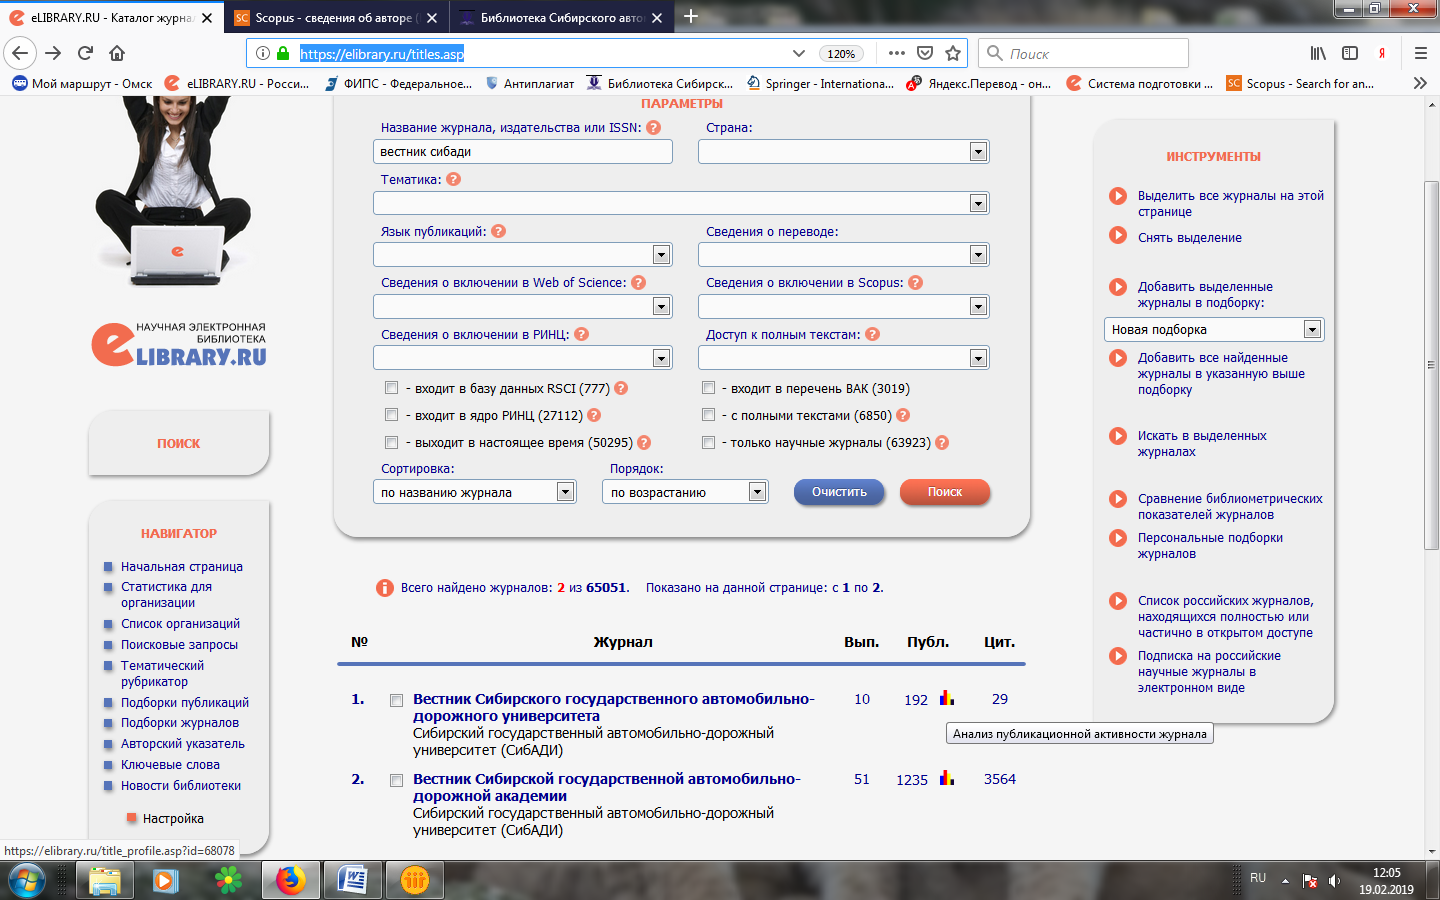 eLIBRARY.RU - Каталог журна
Scopus - сведения об авторе (
Библиотека Сибирского авто
https://elibrary.ru/titles.asp
120%
Поиск
Мой маршрут - Омск
eLIBRARY.RU - Росси...
ФИПС - Федеральное...
Антиплагиат
Библиотека Сибирск...
Springer - Internationa...
Яндекс.Перевод - он...
Система подготовки ...
Scopus - Search for an...
НАУЧНАЯ ЭЛЕКТРОННАЯ
БИБЛИОТЕКА
eLIBRARY.RU
ПОИСК
НАВИГАТОР
Начальная страница
Статистика для
организации
Список организаций
Поисковые запросы
Тематический
рубрикатор
Подборки публикаций
Подборки журналов
Авторский указатель
Ключевые слова
Новости библиотеки
Настройка
ПАРАМЕТРЫ
Название журнала, издательства или ISSN: ?
Страна:
вестник сибади
Тематика: ?
Язык публикаций: ?
Сведения о переводе:
Сведения о включении в Web of Science: ?
Сведения о включении в Scopus: ?
Сведения о включении в РИНЦ: ?
Доступ к полным текстам: ?
- входит в базу данных RSCI (777) ?
- входит в перечень ВАК (3019)
- входит в ядро РИНЦ (27112) ?
- с полными текстами (6850) ?
- выходит в настоящее время (50295) ?
- только научные журналы (63923) ?
Сортировка:
Порядок:
по названию журнала
по возрастанию
Очистить
Поиск
Всего найдено журналов: 2 из 65051. Показано на данной странице: с 1 по 2.
№ Журнал Вып. Публ. Цит.
1. Вестник Сибирского государственного автомобильно- 10 192 29
дорожного университета
Сибирский государственный автомобильно-дорожный
университет (СибАДИ)
Анализ публикационной активности журнала
2. Вестник Сибирской государственной автомобильно- 51 1235 3564
дорожной академии
Сибирский государственный автомобильно-дорожный
университет (СибАДИ)
ИНСТРУМЕНТЫ
Выделить все журналы на этой
странице
Снять выделение
Добавить выделенные
журналы в подборку:
Новая подборка
Добавить все найденные
журналы в указанную выше
подборку
Искать в выделенных
журналах
Сравнение библиометрических
показателей журналов
Персональные подборки
журналов
Список российских журналов,
находящихся полностью или
частично в открытом доступе
Подписка на российские
научные журналы в
электронном виде
https://elibrary.ru/title_profile.asp?id=68078
RU
12:05
19.02.2019